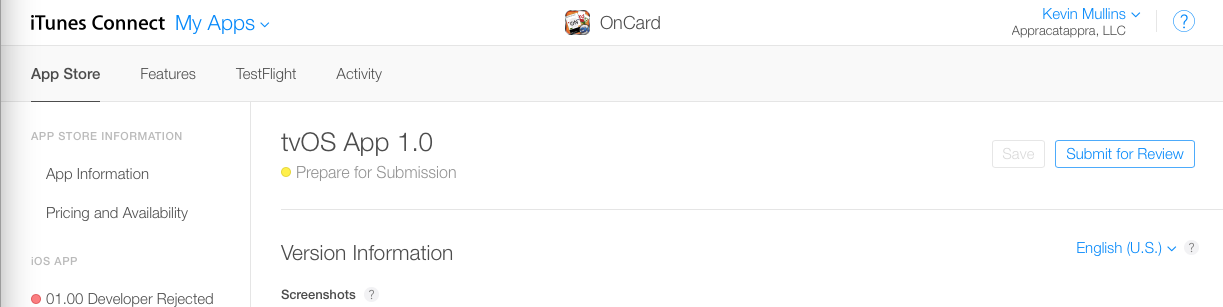 iTunes Connect My Apps OnCard Kevin Mullins ?
Appracatappra, LLC
App Store Features TestFlight Activity
APP STORE INFORMATION
App Information
Pricing and Availability
iOS APP
01.00 Developer Rejected
tvOS App 1.0
Prepare for Submission
Save Submit for Review
Version Information English (U.S.) ?
Screenshots ?